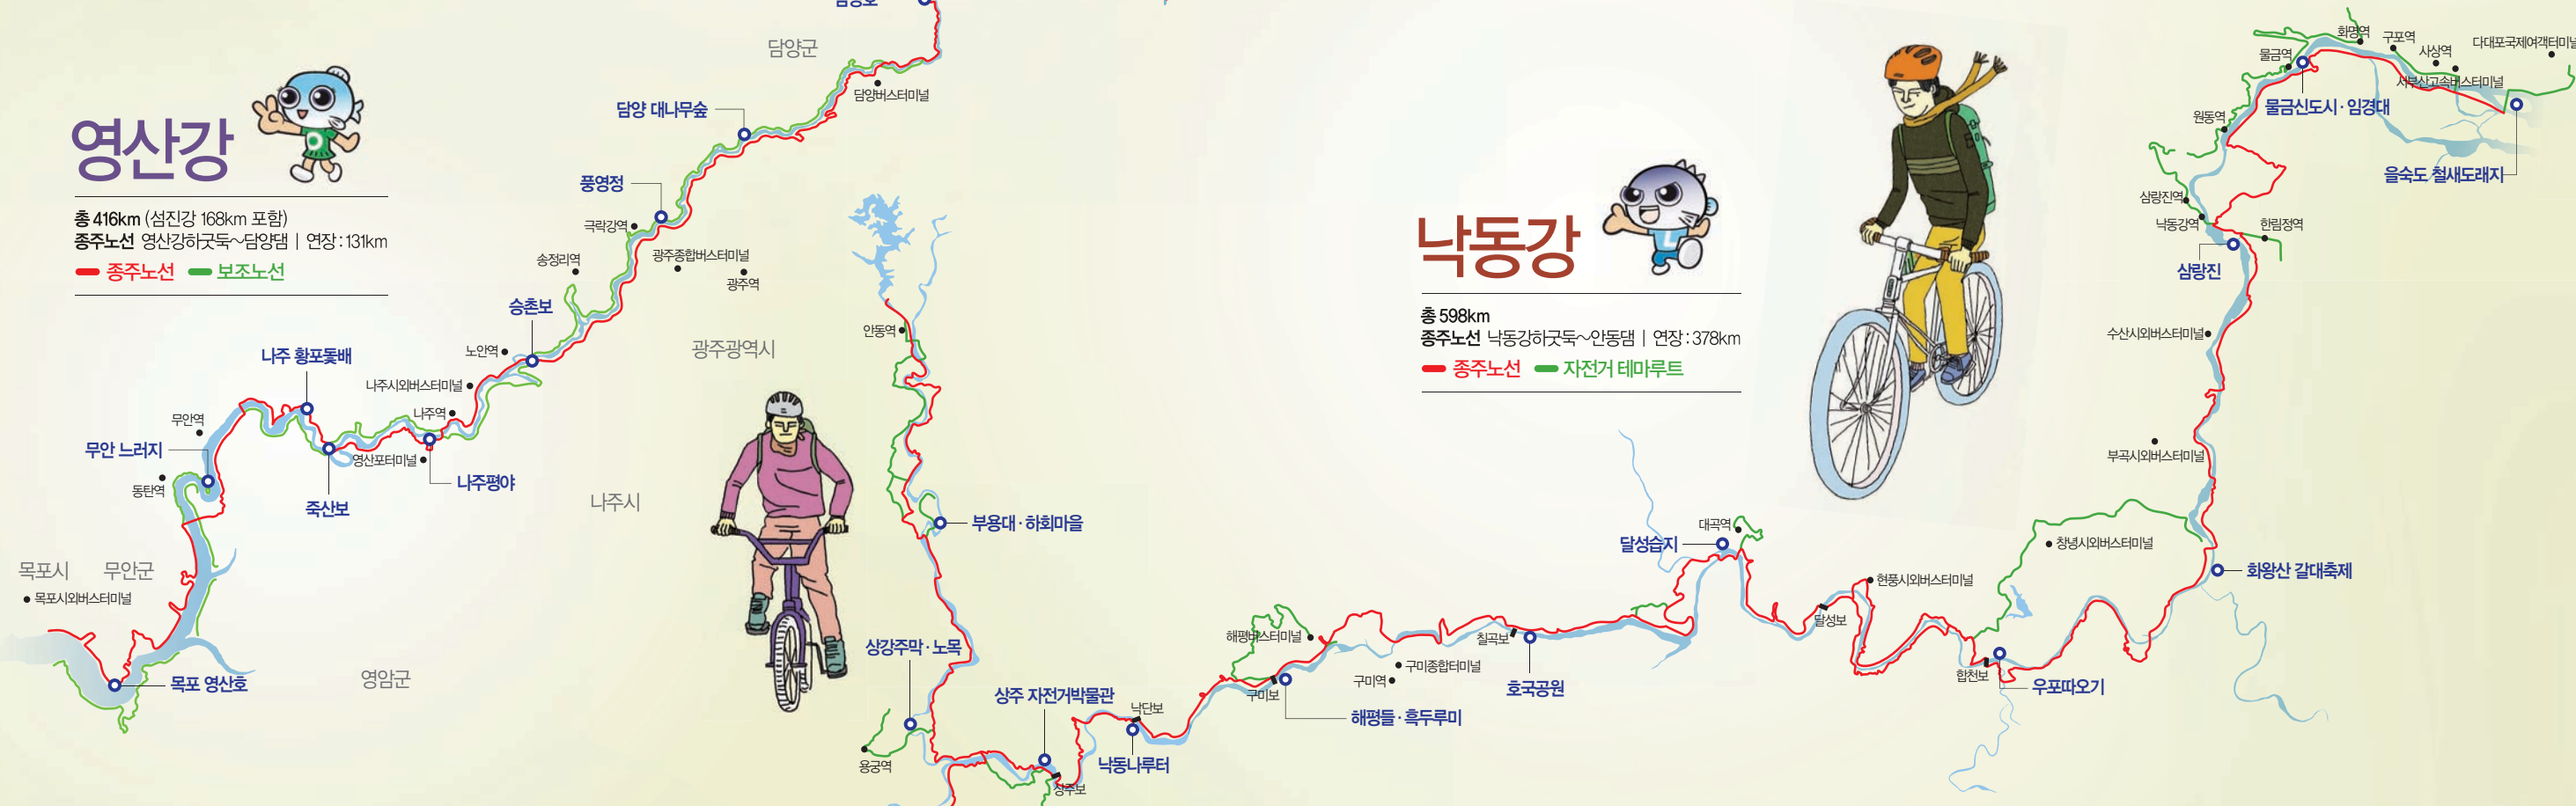 담양군
담양버스터미널
담양 대나무숲
영산강
총 416km (섬진강 168km 포함)
종주노선 영산강하굿둑~담양댐 | 연장 : 131km
종주노선 보조노선
풍영정
극락강역
광주종합버스터미널
광주역
송정리역
승촌보
광주광역시
노안역
나주 황포돛배
나주시외버스터미널
나주역
무안역
무안 느러지
영산포터미널
나주평야
동탄역
죽산보
나주시
목포시
무안군
목포시외버스터미널
영암군
목포 영산호
안동역
부용대 · 하회마을
상강주막 · 노목
용궁역
상주 자전거박물관
상주보
낙단보
낙동나루터
낙동강
총 598km
종주노선 낙동강하굿둑~안동댐 | 연장 : 378km
종주노선 자전거 테마루트
해평버스터미널
구미보
해평들 · 흑두루미
구미종합터미널
구미역
칠곡보
호국공원
달성습지
대곡역
달성보
현풍시외버스터미널
합천보
우포따오기
창녕시외버스터미널
화왕산 갈대축제
부곡시외버스터미널
수산시외버스터미널
삼랑진
한림정역
낙동강역
삼랑진역
원동역
물금역
물금신도시 · 임경대
화명역
구포역
사상역
서부산고속버스터미널
다대포국제여객터미널
을숙도 철새도래지